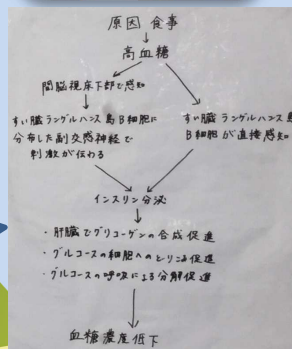 原因 食事
高血糖
間脳視床下部で感知
すい臓ランゲルハンス島B細胞に
分布した副交感神経で
刺激が伝わる
すい臓ランゲルハンス島
B細胞が直接感知
インスリン分泌
・肝臓でグリコーゲンの合成促進
・グルコースの細胞へのとりこみ促進
・グルコースの呼吸による分解促進
血糖濃度低下